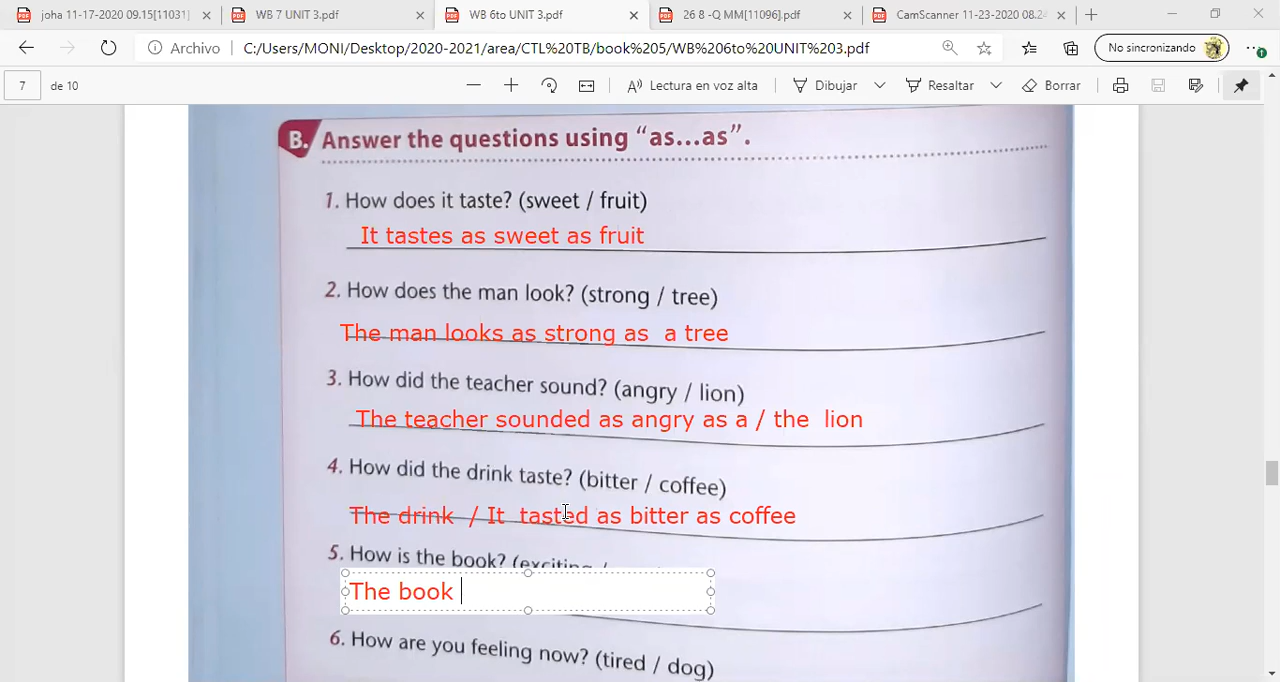 joha 11-17-2020 09.15[11031]
WB 7 UNIT 3.pdf
WB 6to UNIT 3.pdf
26 8 -Q MM[11096].pdf
CamScanner 11-23-2020 08.24
Archivo
C:/Users/MONI/Desktop/2020-2021/area/CTL%20TB/book%205/WB%206to%20UNIT%203.pdf
No sincronizando
7 de 10
Lectura en voz alta
Dibujar
Resaltar
Borrar
B. Answer the questions using “as...as”.
1. How does it taste? (sweet / fruit)
It tastes as sweet as fruit
2. How does the man look? (strong / tree)
The man looks as strong as a tree
3. How did the teacher sound? (angry / lion)
The teacher sounded as angry as a / the lion
4. How did the drink taste? (bitter / coffee)
The drink / It tasted as bitter as coffee
5. How is the book? (exciting /
The book
6. How are you feeling now? (tired / dog)